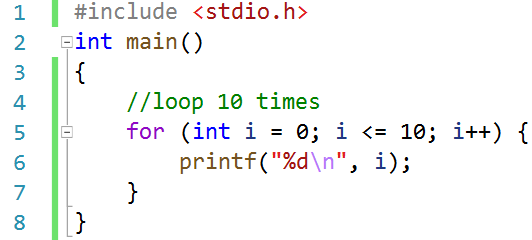 1 #include <stdio.h>
2 int main()
3 {
4 //loop 10 times
5 for (int i = 0; i <= 10; i++) {
6 printf("%d\n", i);
7 }
8 }